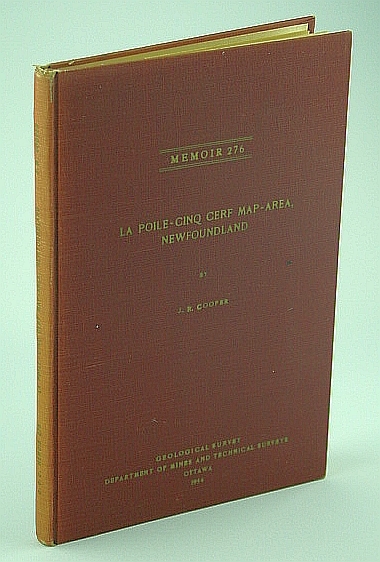 MEMOIR 276
LA POILE-CINQ CERF MAP-AREA,
NEWFOUNDLAND
BY
J. R. COOPER
GEOLOGICAL SURVEY
DEPARTMENT OF MINES AND TECHNICAL SURVEYS
OTTAWA
1954